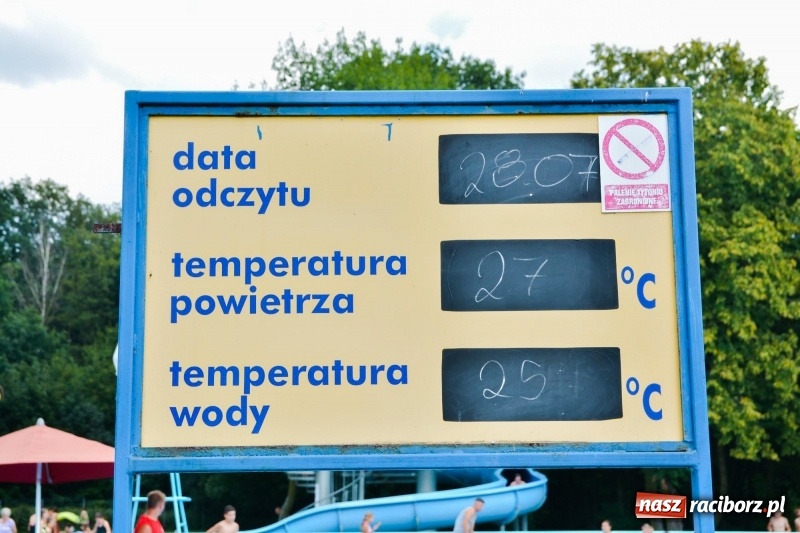 data
odczytu
28.07
PALENIE TYTONIU
ZABRONIONE
temperatura
powietrza
27 °C
temperatura
wody
25 °C
nasz raciborz.pl